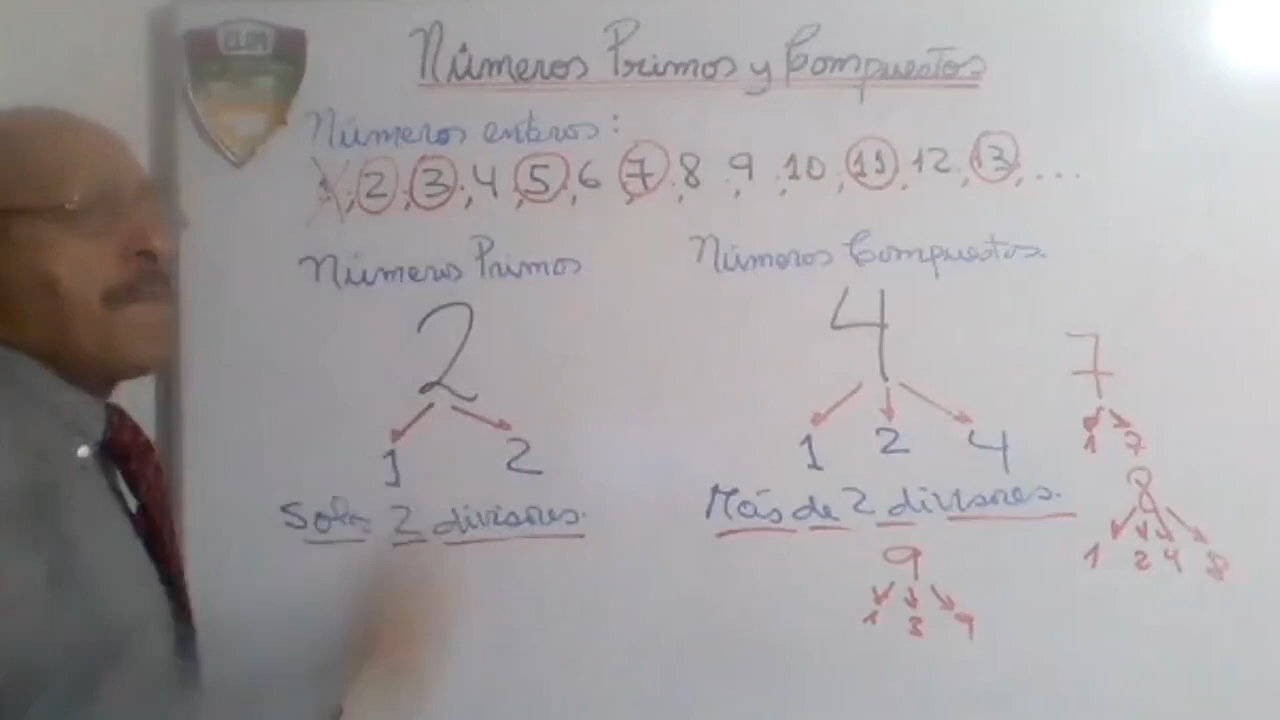 CLGM
Números Primos y Compuestos
Números enteros:
1, 2, 3, 4, 5, 6, 7, 8, 9, 10, 11, 12, 13, ...
Números Primos
Números Compuestos.
2
4
1 2
1 2 4
7
1 7
Solo 2 divisores.
Más de 2 divisores.
8
1 2 4 8
9
1 3 9